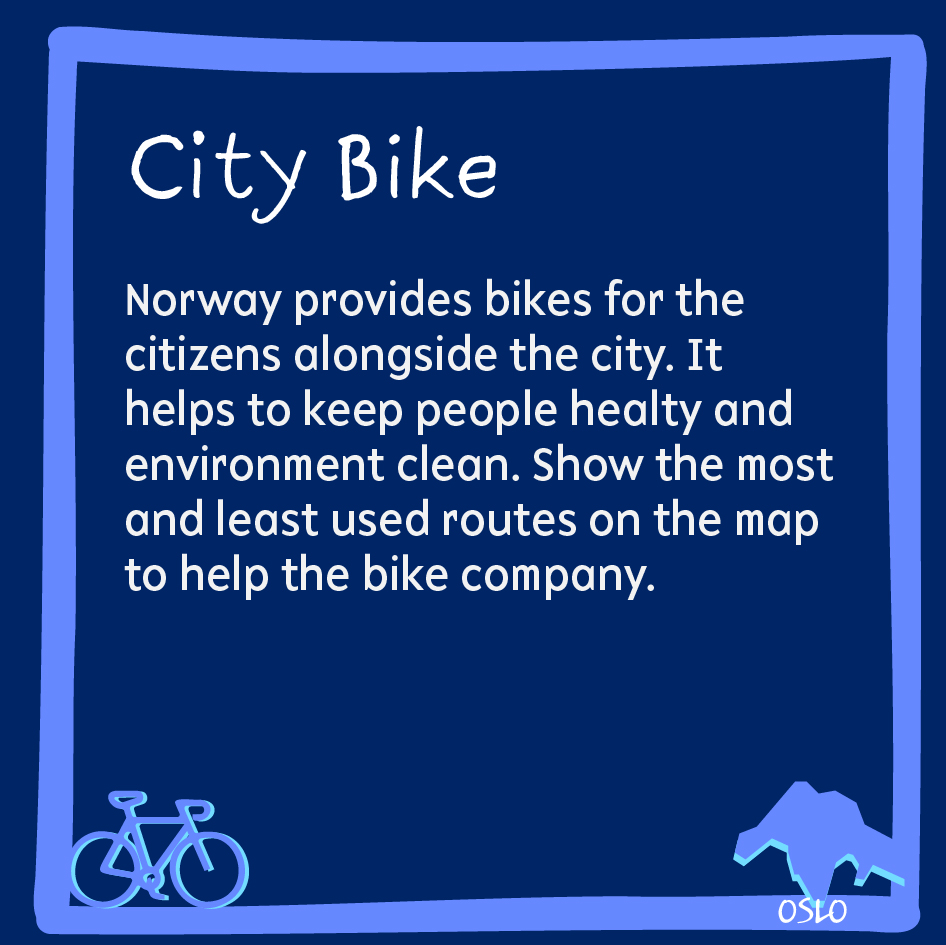 City Bike
Norway provides bikes for the
citizens alongside the city. It
helps to keep people healty and
environment clean. Show the most
and least used routes on the map
to help the bike company.
OSLO